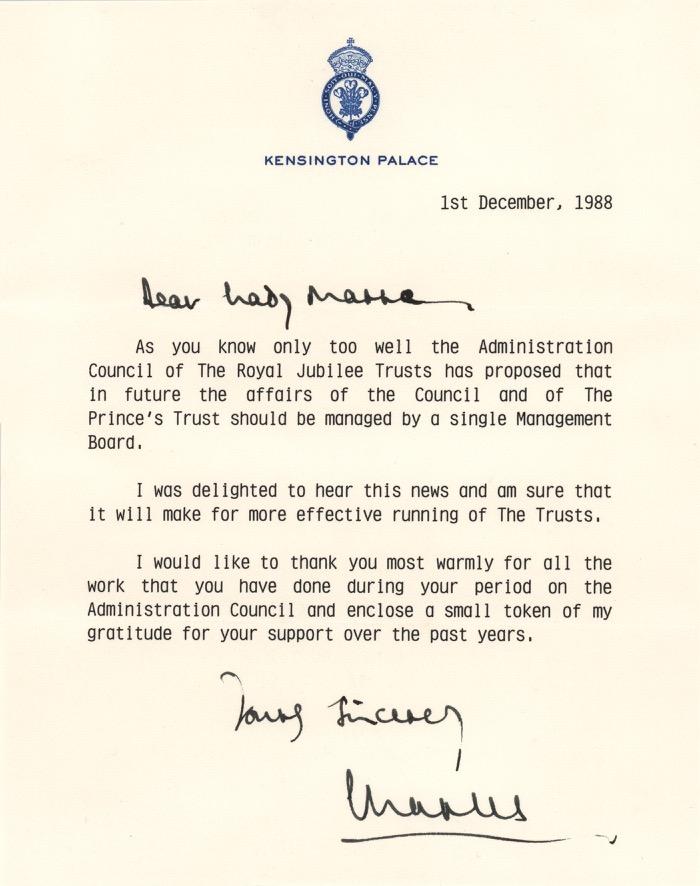 HONI·SOIT·QUI·MAL·Y·PENSE
KENSINGTON PALACE
1st December, 1988
Dear Lady
As you know only too well the Administration
Council of The Royal Jubilee Trusts has proposed that
in future the affairs of the Council and of The
Prince's Trust should be managed by a single Management
Board.
I was delighted to hear this news and am sure that
it will make for more effective running of The Trusts.
I would like to thank you most warmly for all the
work that you have done during your period on the
Administration Council and enclose a small token of my
gratitude for your support over the past years.
Yours sincerely
Charles